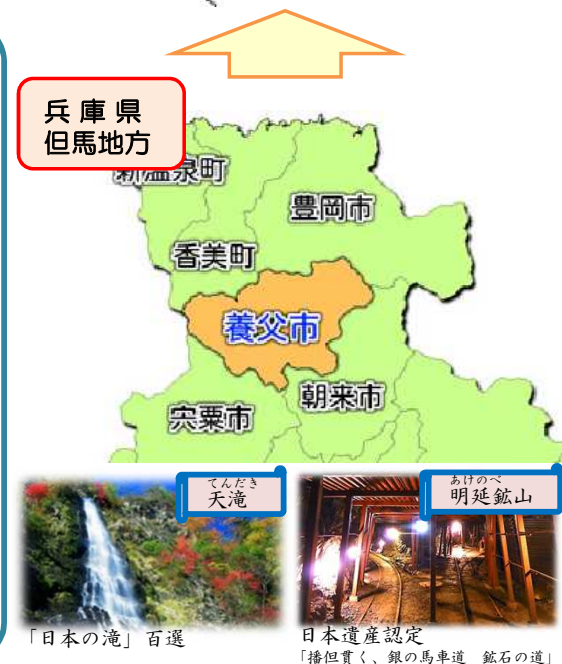 兵庫県
但馬地方
新温泉町
豊岡市
香美町
養父市
朝来市
宍粟市
てんだき
天滝
あけのべ
明延鉱山
「日本の滝」百選
日本遺産認定
「播但貫く、銀の馬車道 鉱石の道」